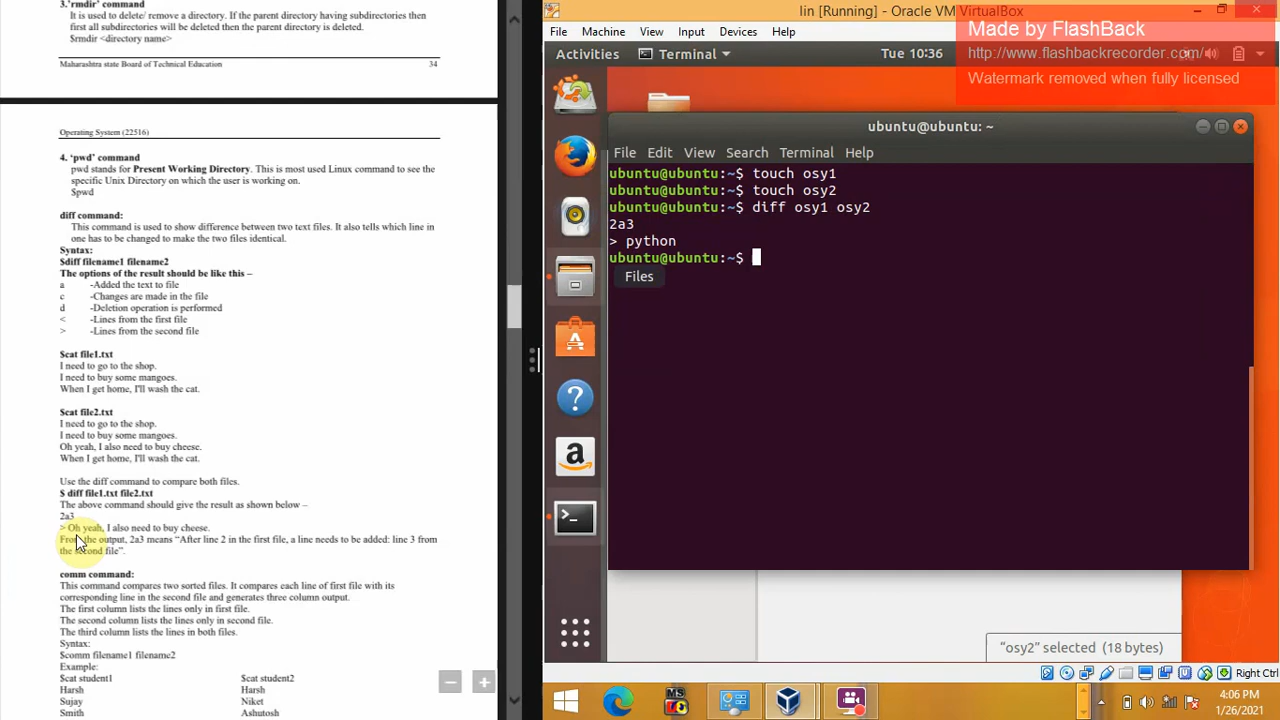 3.'rmdir' command
It is used to delete/ remove a directory. If the parent directory having subdirectories then
first all subdirectories will be deleted then the parent directory is deleted.
$rmdir <directory name>
Maharashtra state Board of Technical Education 34
Operating System (22516)
4. 'pwd' command
pwd stands for Present Working Directory. This is most used Linux command to see the
specific Unix Directory on which the user is working on.
$pwd
diff command:
This command is used to show difference between two text files. It also tells which line in
one has to be changed to make the two files identical.
Syntax:
$diff filename1 filename2
The options of the result should be like this –
a -Added the text to file
c -Changes are made in the file
d -Deletion operation is performed
< -Lines from the first file
> -Lines from the second file
$cat file1.txt
I need to go to the shop.
I need to buy some mangoes.
When I get home, I'll wash the cat.
$cat file2.txt
I need to go to the shop.
I need to buy some mangoes.
Oh yeah, I also need to buy cheese.
When I get home, I'll wash the cat.
Use the diff command to compare both files.
$ diff file1.txt file2.txt
The above command should give the result as shown below –
2a3
> Oh yeah, I also need to buy cheese.
From the output, 2a3 means “After line 2 in the first file, a line needs to be added: line 3 from
the second file”.
comm command:
This command compares two sorted files. It compares each line of first file with its
corresponding line in the second file and generates three column output.
The first column lists the lines only in first file.
The second column lists the lines only in second file.
The third column lists the lines in both files.
Syntax:
$comm filename1 filename2
Example:
$cat student1 $cat student2
Harsh Harsh
Sujay Niket
Smith Ashutosh
lin [Running] - Oracle VM VirtualBox
File Machine View Input Devices Help
Made by FlashBack
http://www.flashbackrecorder.com/
Watermark removed when fully licensed
Activities Terminal Tue 10:36
ubuntu@ubuntu: ~
File Edit View Search Terminal Help
ubuntu@ubuntu:~$ touch osy1
ubuntu@ubuntu:~$ touch osy2
ubuntu@ubuntu:~$ diff osy1 osy2
2a3
> python
ubuntu@ubuntu:~$
Files
"osy2" selected (18 bytes)
Right Ctrl
MS
4:06 PM
1/26/2021